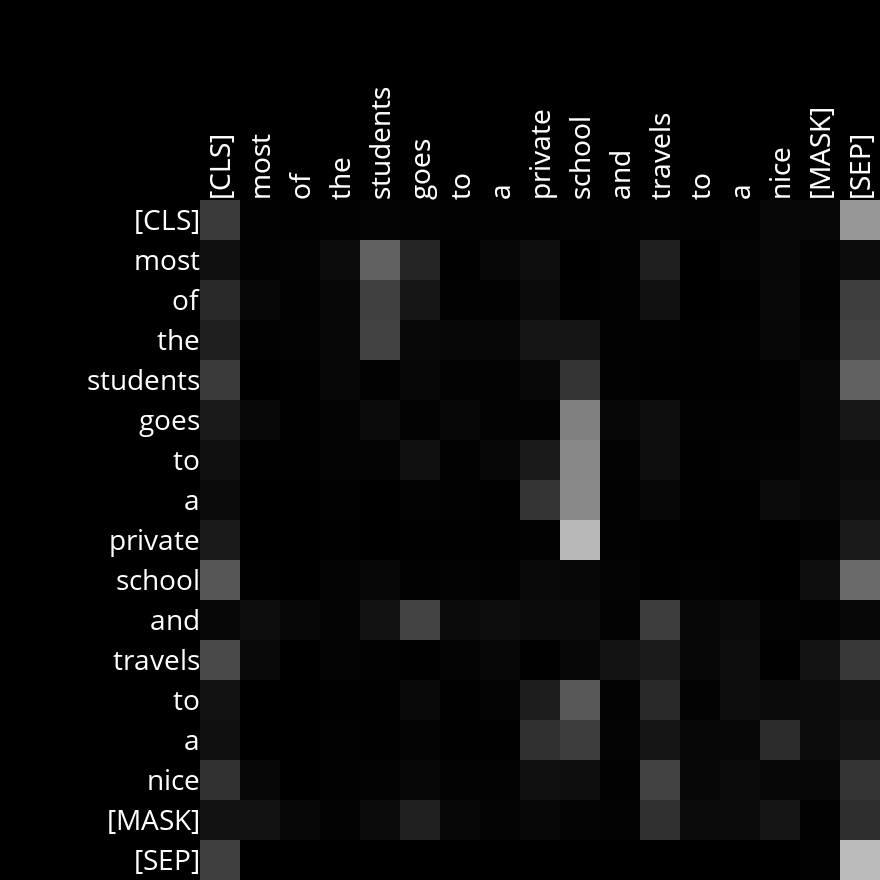 [CLS] most of the students goes to a private school and travels to a nice [MASK] [SEP]
[CLS]
most
of
the
students
goes
to
a
private
school
and
travels
to
a
nice
[MASK]
[SEP]